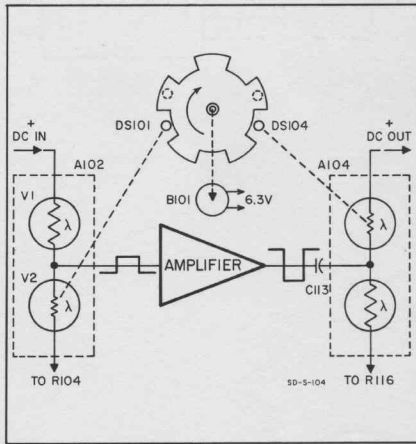 +
DC IN
A102
DS101
DS104
+
DC OUT
A104
V1
λ
B101
6.3V
λ
V2
λ
AMPLIFIER
C113
λ
TO R104
SD-S-104
TO R116